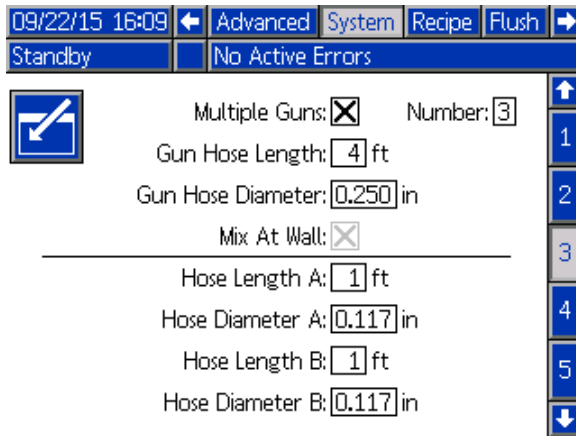 09/22/15 16:09 Advanced System Recipe Flush
Standby No Active Errors
Multiple Guns: Number: 3
Gun Hose Length: 4 ft
Gun Hose Diameter: 0.250 in
Mix At Wall:
Hose Length A: 1 ft
Hose Diameter A: 0.117 in
Hose Length B: 1 ft
Hose Diameter B: 0.117 in
1
2
3
4
5